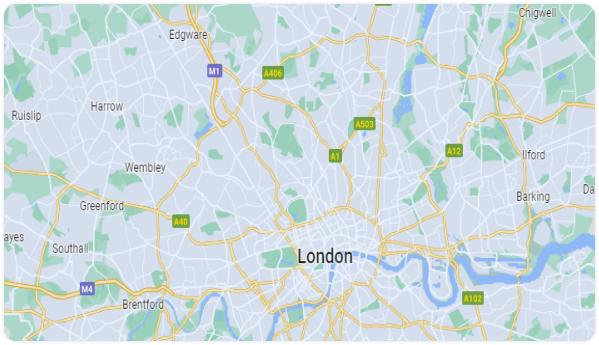 Chigwell
Edgware
M1
A406
Harrow
Ruislip
A503
A12
A1
Ilford
Wembley
Barking
Da
Greenford
A40
ayes
Southall
London
M4
Brentford
A102